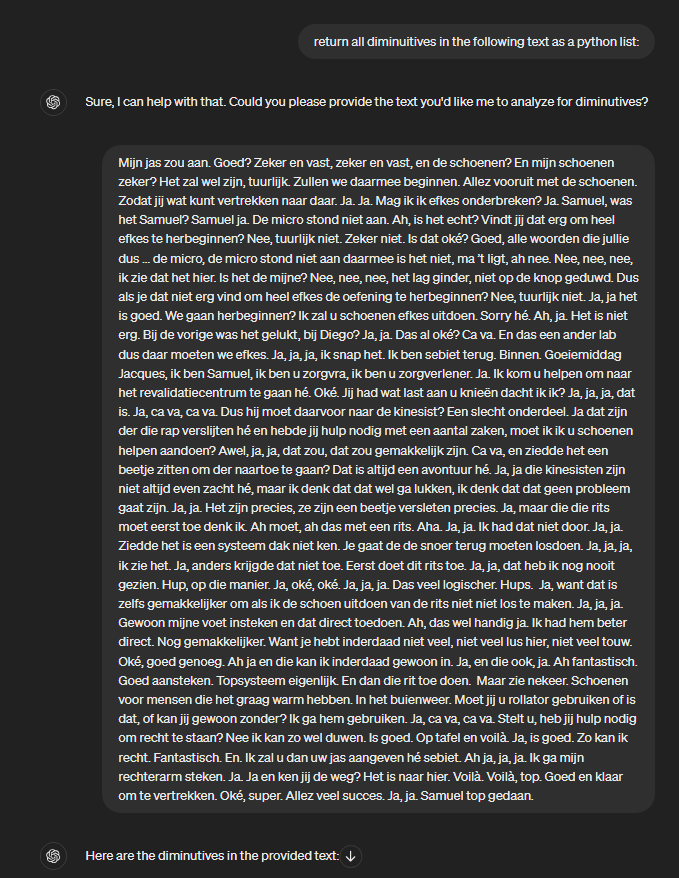 return all diminuitives in the following text as a python list:
Sure, I can help with that. Could you please provide the text you'd like me to analyze for diminutives?
Mijn jas zou aan. Goed? Zeker en vast, zeker en vast, en de schoenen? En mijn schoenen
zeker? Het zal wel zijn, tuurlijk. Zullen we daarmee beginnen. Allez vooruit met de schoenen.
Zodat jij wat kunt vertrekken naar daar. Ja. Ja. Mag ik ik efkes onderbreken? Ja. Samuel, was
het Samuel? Samuel ja. De micro stond niet aan. Ah, is het echt? Vindt jij dat erg om heel
efkes te herbeginnen? Nee, tuurlijk niet. Zeker niet. Is dat oké? Goed, alle woorden die jullie
dus ... de micro, de micro stond niet aan daarmee is het niet, ma 't ligt, ah nee. Nee, nee, nee,
ik zie dat het hier. Is het de mijne? Nee, nee, nee, het lag ginder, niet op de knop geduwd. Dus
als je dat niet erg vind om heel efkes de oefening te herbeginnen? Nee, tuurlijk niet. Ja, ja het
is goed. We gaan herbeginnen? Ik zal u schoenen efkes uitdoen. Sorry hé. Ah, ja. Het is niet
erg. Bij de vorige was het gelukt, bij Diego? Ja, ja. Das al oké? Ca va. En das een ander lab
dus daar moeten we efkes. Ja, ja, ja, ik snap het. Ik ben sebiet terug. Binnen. Goeiemiddag
Jacques, ik ben Samuel, ik ben u zorgvra, ik ben u zorgverlener. Ja. Ik kom u helpen om naar
het revalidatiecentrum te gaan hé. Oké. Jij had wat last aan u knieën dacht ik ik? Ja, ja, ja, dat
is. Ja, ca va, ca va. Dus hij moet daarvoor naar de kinesist? Een slecht onderdeel. Ja dat zijn
der die rap verslijten hé en hebde jij hulp nodig met een aantal zaken, moet ik ik u schoenen
helpen aandoen? Awel, ja, ja, dat zou, dat zou gemakkelijk zijn. Ca va, en ziedde het een
beetje zitten om der naartoe te gaan? Dat is altijd een avontuur hé. Ja, ja die kinesisten zijn
niet altijd even zacht hé, maar ik denk dat dat wel ga lukken, ik denk dat dat geen probleem
gaat zijn. Ja, ja. Het zijn precies, ze zijn een beetje versleten precies. Ja, maar die die rits
moet eerst toe denk ik. Ah moet, ah das met een rits. Aha. Ja, ja. Ik had dat niet door. Ja, ja.
Ziedde het is een systeem dak niet ken. Je gaat de de snoer terug moeten losdoen. Ja, ja, ja,
ik zie het. Ja, anders krijgde dat niet toe. Eerst doet dit rits toe. Ja, ja, dat heb ik nog nooit
gezien. Hup, op die manier. Ja, oké, oké. Ja, ja, ja. Das veel logischer. Hups.  Ja, want dat is
zelfs gemakkelijker om als ik de schoen uitdoen van de rits niet niet los te maken. Ja, ja, ja.
Gewoon mijne voet insteken en dat direct toedoen. Ah, das wel handig ja. Ik had hem beter
direct. Nog gemakkelijker. Want je hebt inderdaad niet veel, niet veel lus hier, niet veel touw.
Oké, goed genoeg. Ah ja en die kan ik inderdaad gewoon in. Ja, en die ook, ja. Ah fantastisch.
Goed aansteken. Topsysteem eigenlijk. En dan die rit toe doen.  Maar zie nekeer. Schoenen
voor mensen die het graag warm hebben. In het buienweer. Moet jij u rollator gebruiken of is
dat, of kan jij gewoon zonder? Ik ga hem gebruiken. Ja, ca va, ca va. Stelt u, heb jij hulp nodig
om recht te staan? Nee ik kan zo wel duwen. Is goed. Op tafel en voilà. Ja, is goed. Zo kan ik
recht. Fantastisch. En. Ik zal u dan uw jas aangeven hé sebiet. Ah ja, ja, ja. Ik ga mijn
rechterarm steken. Ja. Ja en ken jij de weg? Het is naar hier. Voilà. Voilà, top. Goed en klaar
om te vertrekken. Oké, super. Allez veel succes. Ja, ja. Samuel top gedaan.
Here are the diminutives in the provided text: